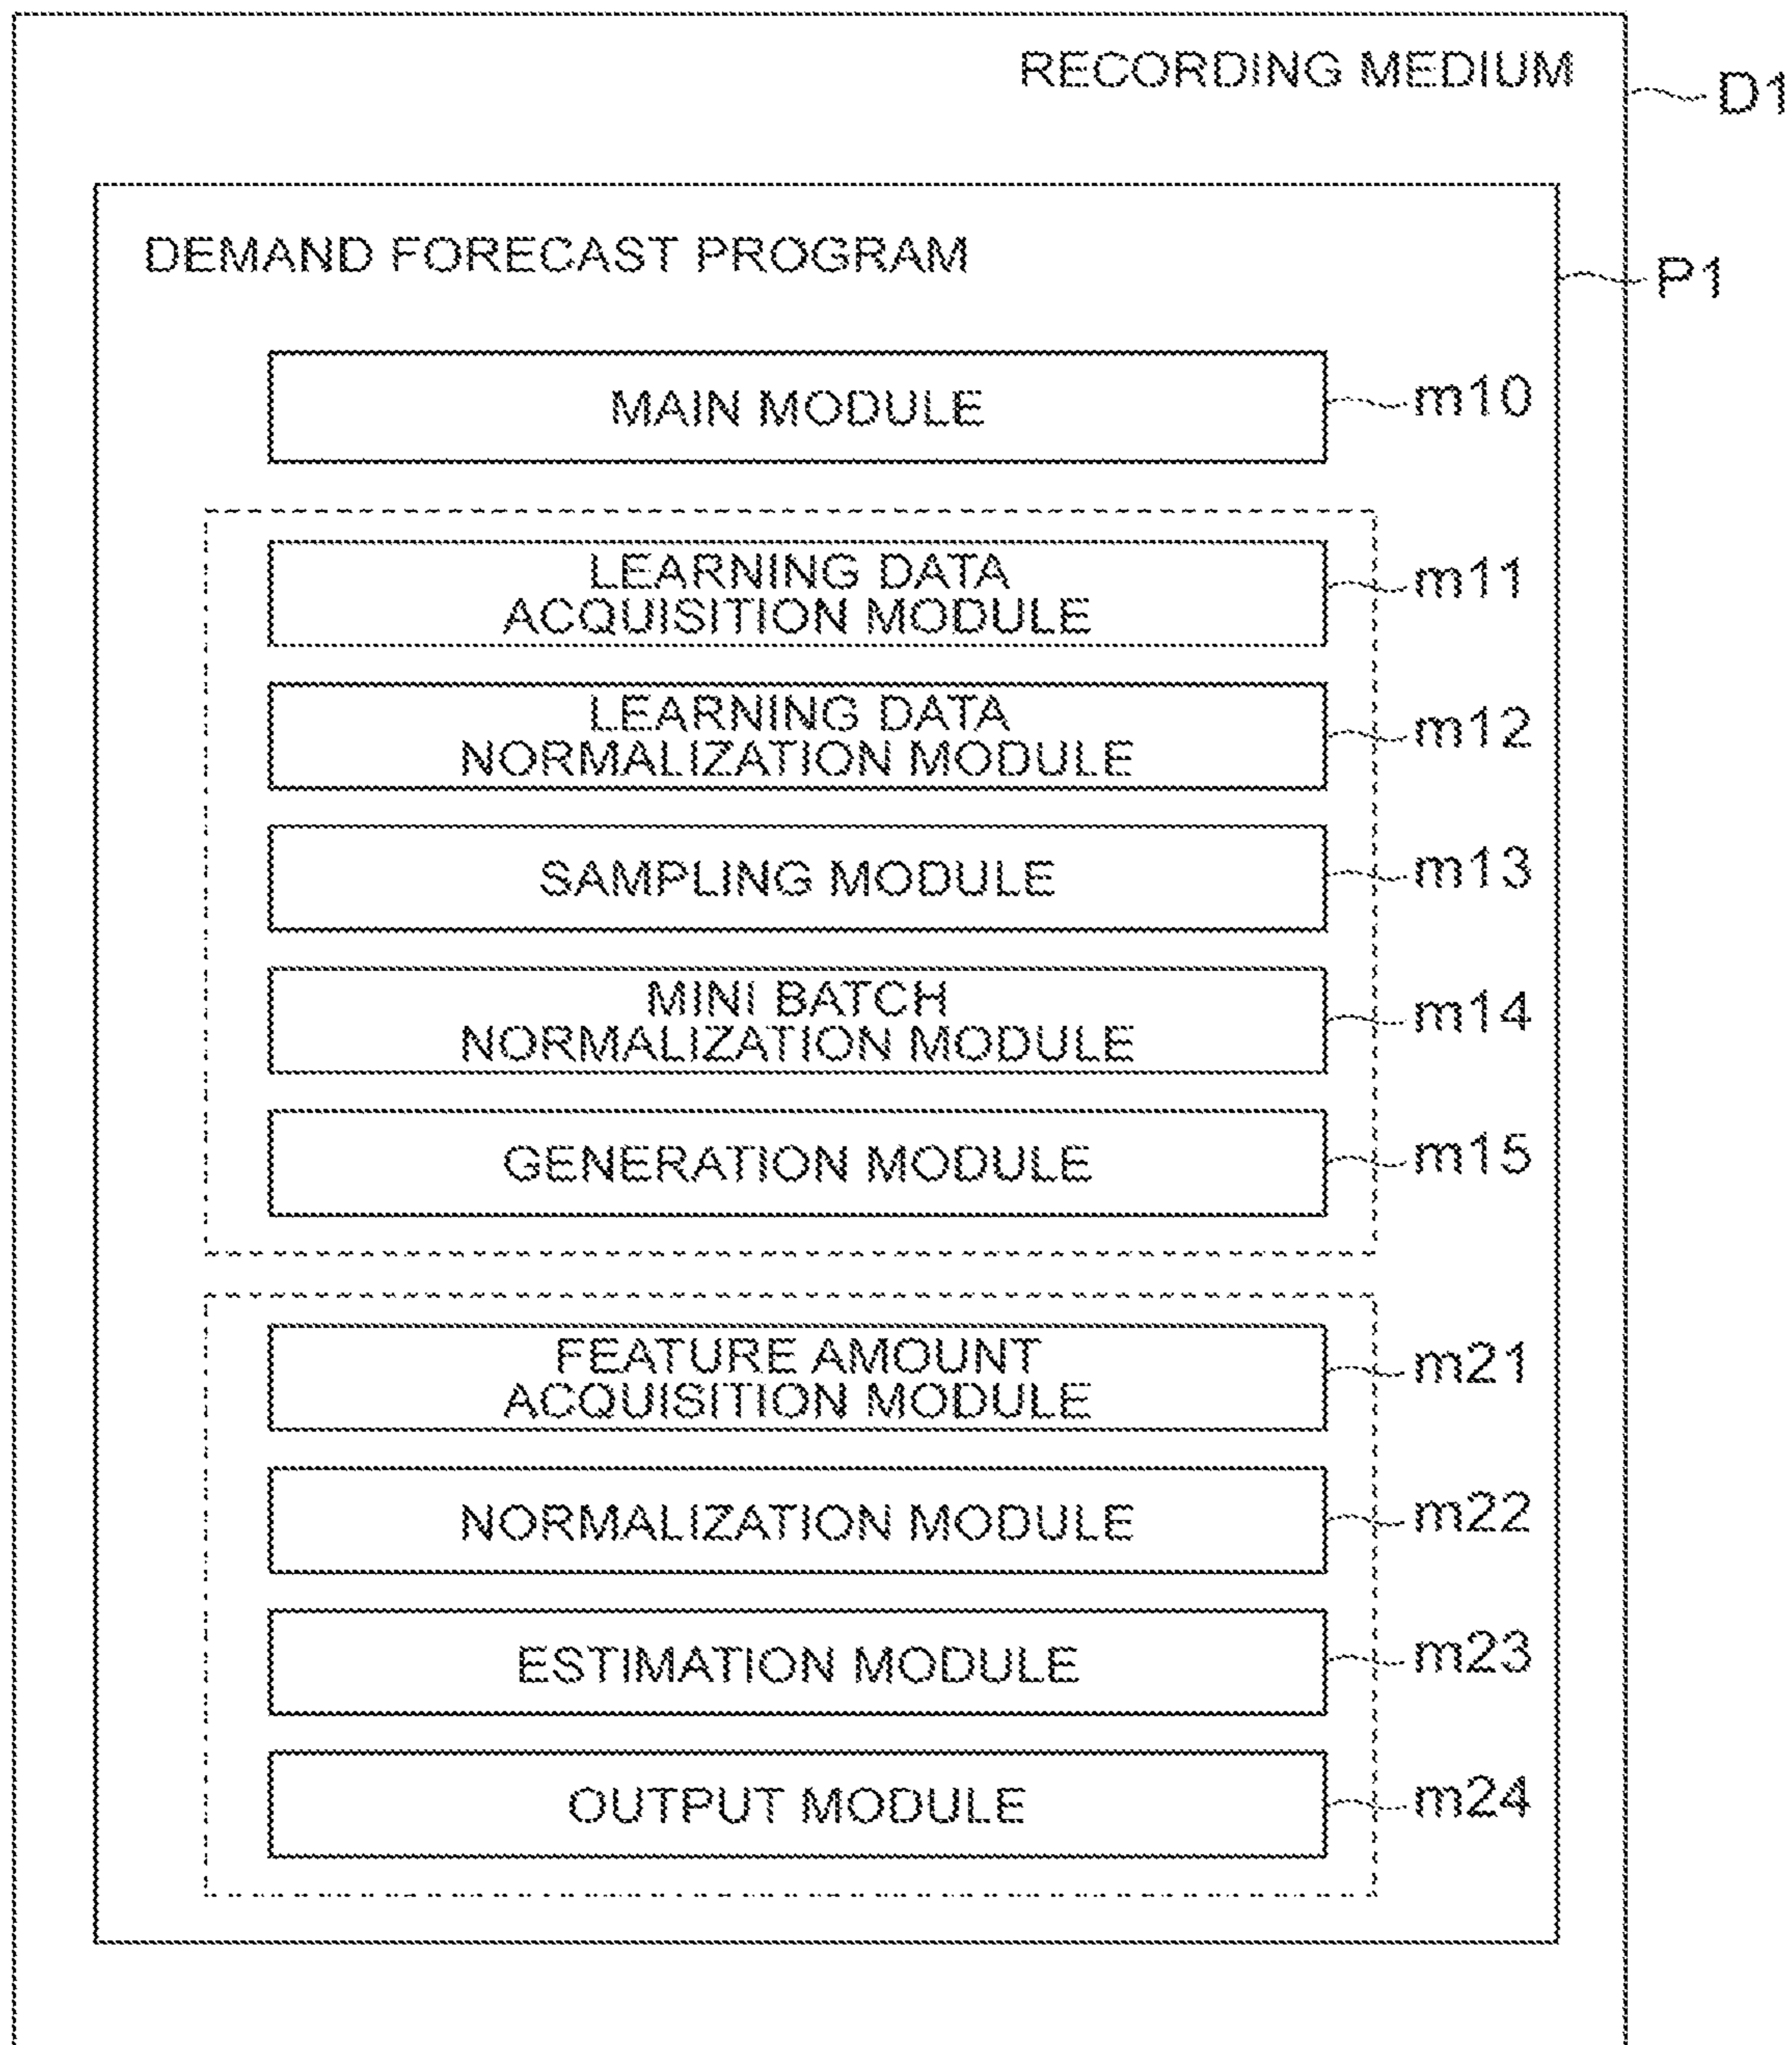 RECORDING MEDIUM
D1
DEMAND FORECAST PROGRAM
P1
MAIN MODULE
m10
LEARNING DATA
ACQUISITION MODULE
m11
LEARNING DATA
NORMALIZATION MODULE
m12
SAMPLING MODULE
m13
MINI BATCH
NORMALIZATION MODULE
m14
GENERATION MODULE
m15
FEATURE AMOUNT
ACQUISITION MODULE
m21
NORMALIZATION MODULE
m22
ESTIMATION MODULE
m23
OUTPUT MODULE
m24